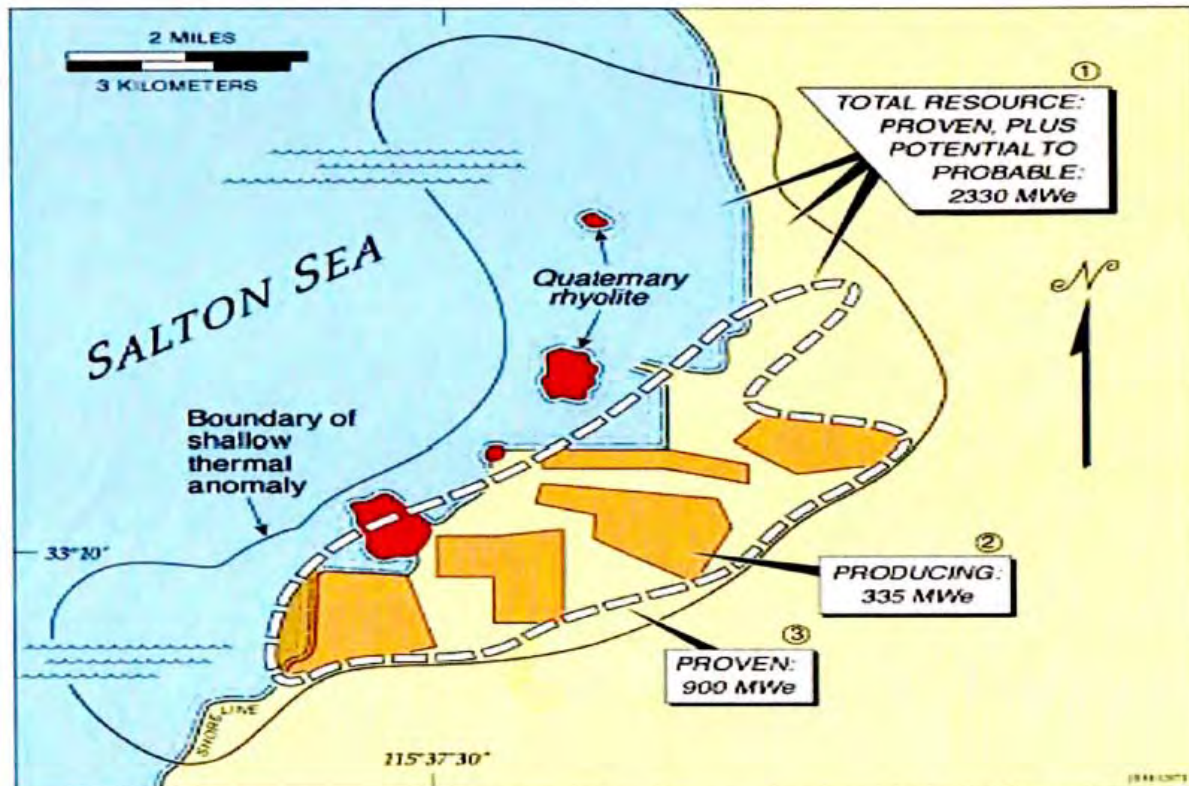 2 MILES
3 KILOMETERS
①
TOTAL RESOURCE:
PROVEN, PLUS
POTENTIAL TO
PROBABLE:
2330 MWe
SALTON SEA
Quaternary
rhyolite
N
Boundary of
shallow
thermal
anomaly
33°10'
②
PRODUCING:
335 MWe
③
PROVEN:
900 MWe
SHORE LINE
115°37'30"